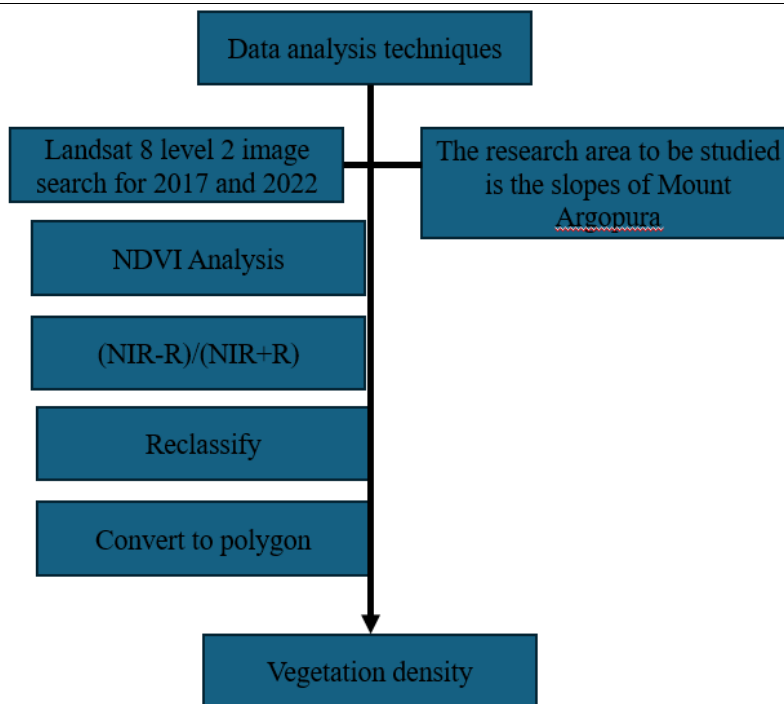 Data analysis techniques
Landsat 8 level 2 image
search for 2017 and 2022
The research area to be studied
is the slopes of Mount
Argopura
NDVI Analysis
(NIR-R)/(NIR+R)
Reclassify
Convert to polygon
Vegetation density